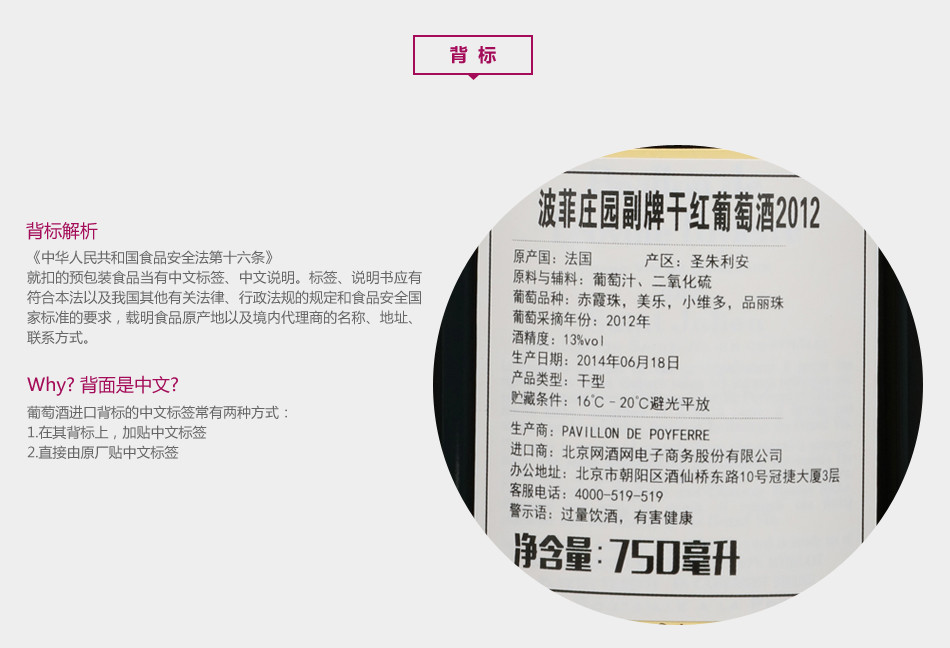 背标
背标解析
《中华人民共和国食品安全法第十六条》
就扣的预包装食品当有中文标签、中文说明。标签、说明书应有
符合本法以及我国其他有关法律、行政法规的规定和食品安全国
家标准的要求，载明食品原产地以及境内代理商的名称、地址、
联系方式。
Why? 背面是中文?
葡萄酒进口背标的中文标签常有两种方式：
1.在其背标上，加贴中文标签
2.直接由原厂贴中文标签
波菲庄园副牌干红葡萄酒2012
原产国：法国 产区：圣朱利安
原料与辅料：葡萄汁、二氧化硫
葡萄品种：赤霞珠，美乐，小维多，品丽珠
葡萄采摘年份：2012年
酒精度：13%vol
生产日期：2014年06月18日
产品类型：干型
贮藏条件：16℃-20℃避光平放
生产商：PAVILLON DE POYFERRE
进口商：北京网酒网电子商务股份有限公司
办公地址：北京市朝阳区酒仙桥东路10号冠捷大厦3层
客服电话：4000-519-519
警示语：过量饮酒，有害健康
净含量：750毫升